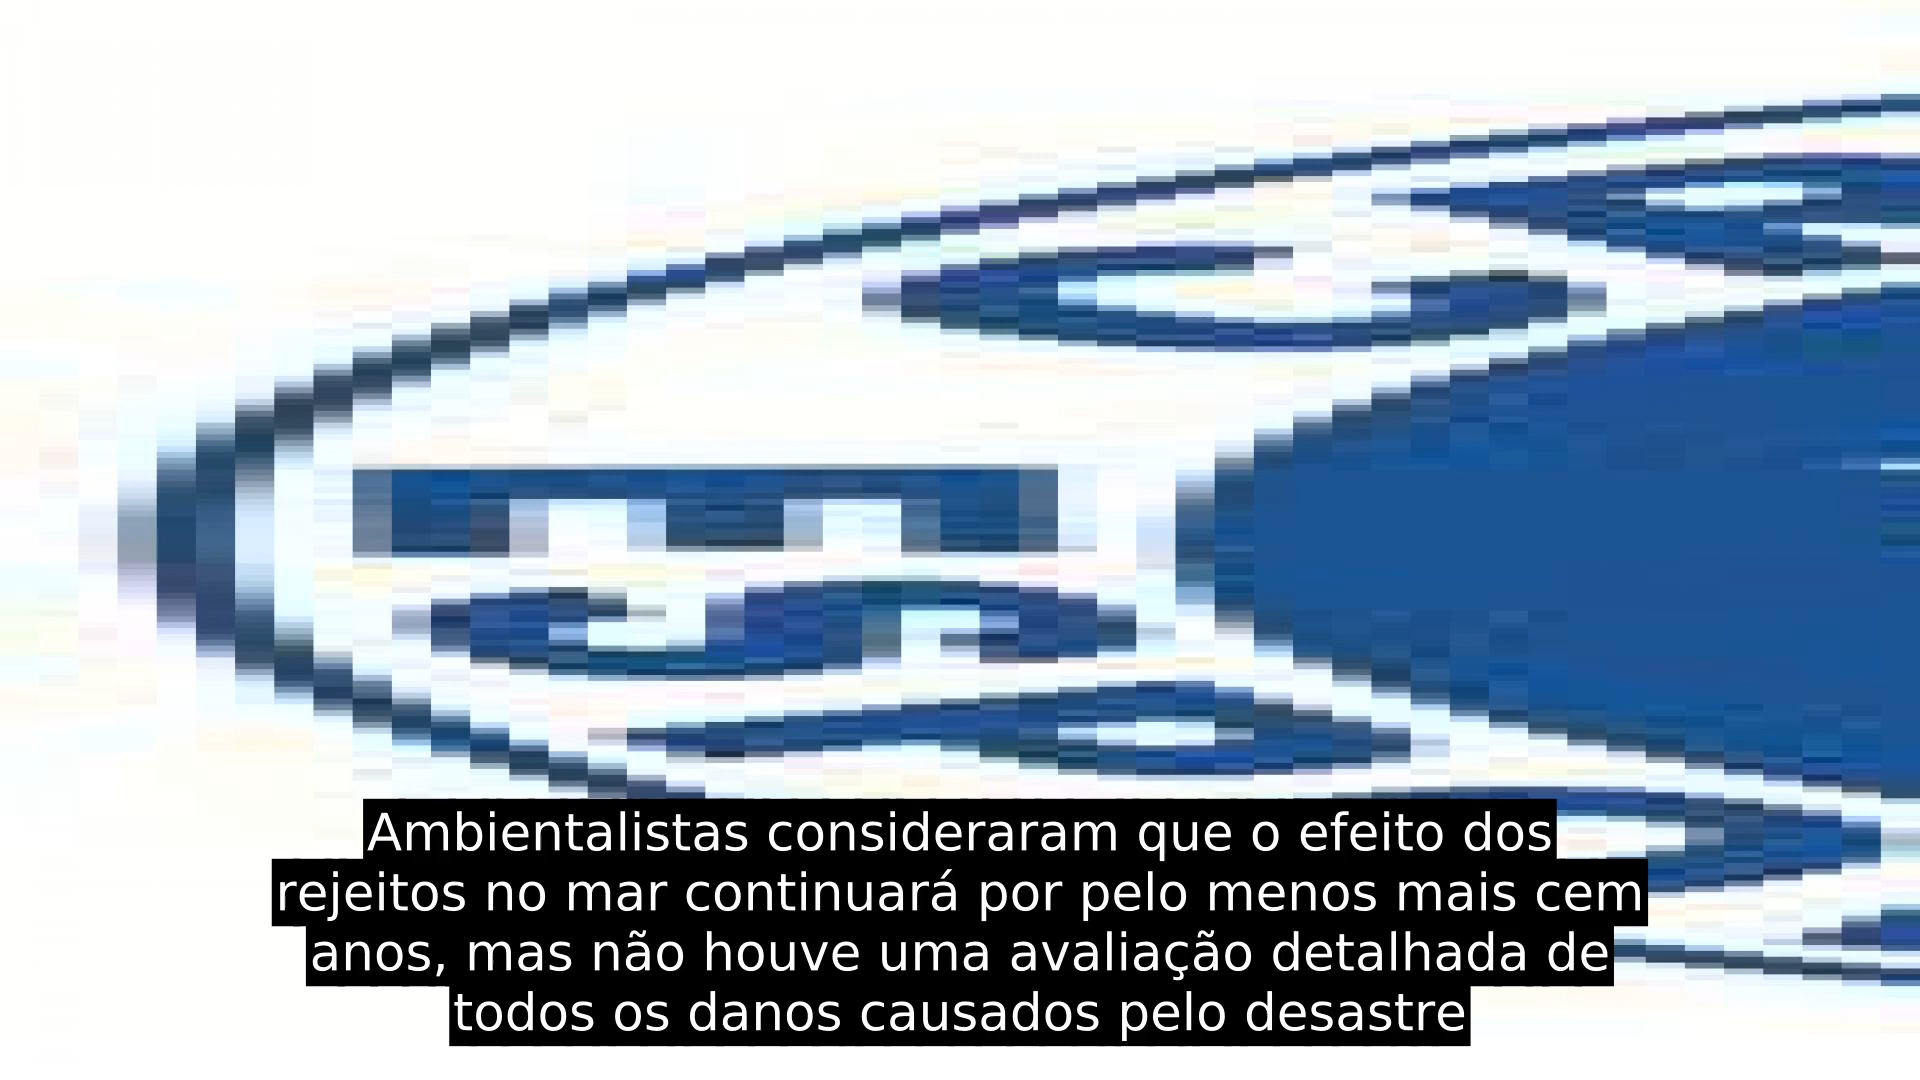 Ambientalistas consideraram que o efeito dos
rejeitos no mar continuará por pelo menos mais cem
anos, mas não houve uma avaliação detalhada de
todos os danos causados pelo desastre